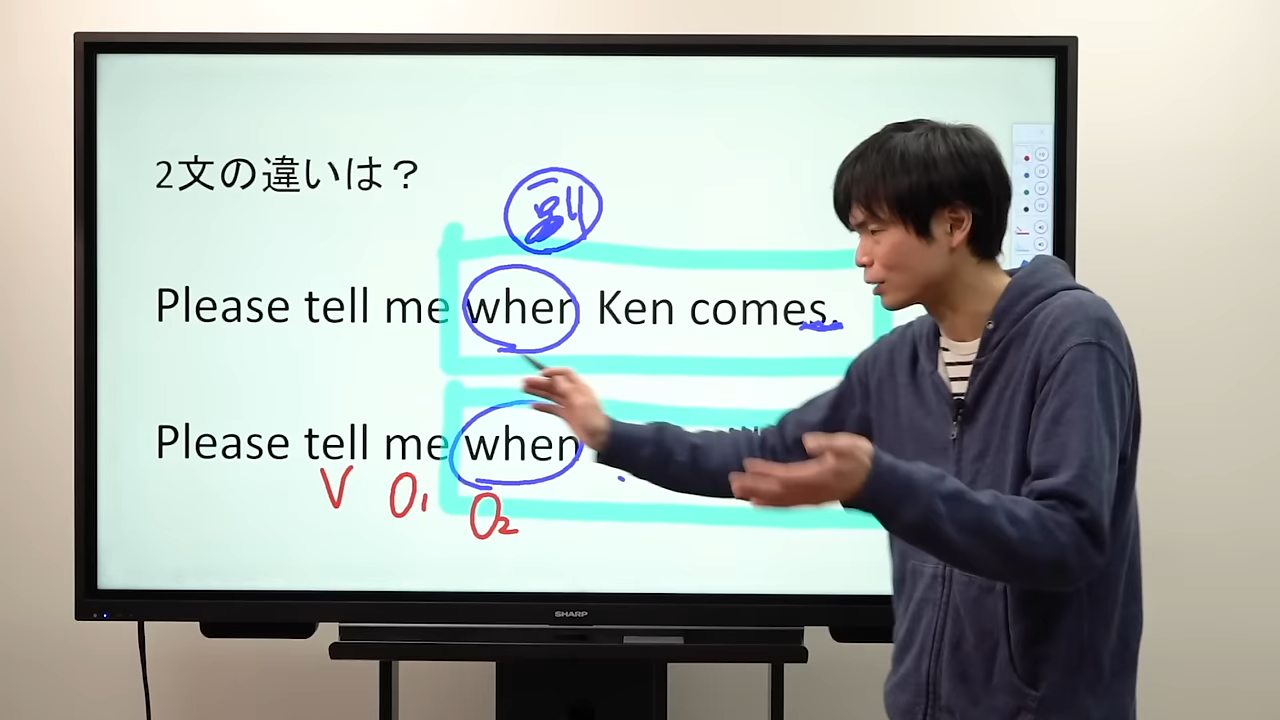 2文の違いは？
別
Please tell me when Ken comes.
Please tell me when
V O₁ O₂
SHARP